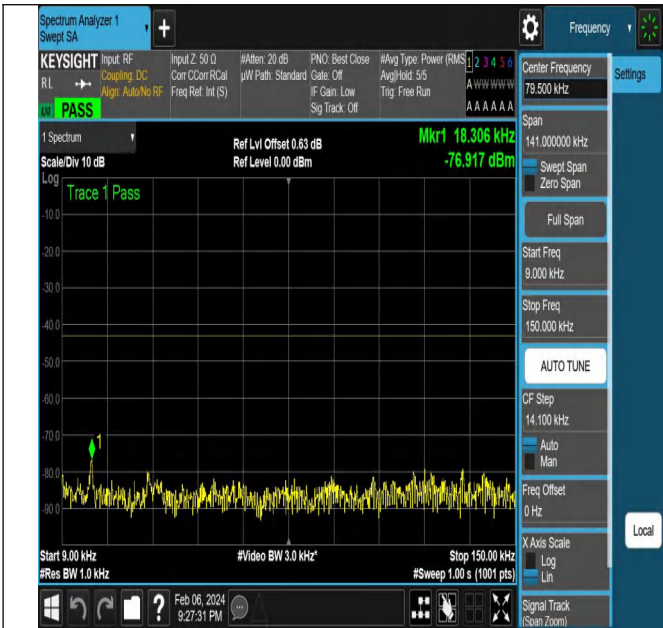 Spectrum Analyzer 1
Swept SA
+
Frequency
KEYSIGHT
RL
LXI
PASS
Input: RF
Coupling: DC
Align: Auto/No RF
Input Z: 50 Ω
Corr CCorr RCal
Freq Ref: Int (S)
#Atten: 20 dB
µW Path: Standard
PNO: Best Close
Gate: Off
IF Gain: Low
Sig Track: Off
#Avg Type: Power (RMS
Avg|Hold: 5/5
Trig: Free Run
1 2 3 4 5 6
A W W W W W
A A A A A A
1 Spectrum
Scale/Div 10 dB
Log
Ref Lvl Offset 0.63 dB
Ref Level 0.00 dBm
Mkr1 18.306 kHz
-76.917 dBm
Trace 1 Pass
-10.0
-20.0
-30.0
-40.0
-50.0
-60.0
-70.0
-80.0
-90.0
1
Start 9.00 kHz
#Res BW 1.0 kHz
#Video BW 3.0 kHz*
Stop 150.00 kHz
#Sweep 1.00 s (1001 pts)
?
Feb 06, 2024
9:27:31 PM
Center Frequency
79.500 kHz
Span
141.000000 kHz
Swept Span
Zero Span
Full Span
Start Freq
9.000 kHz
Stop Freq
150.000 kHz
AUTO TUNE
CF Step
14.100 kHz
Auto
Man
Freq Offset
0 Hz
X Axis Scale
Log
Lin
Signal Track
(Span Zoom)
Settings
Local